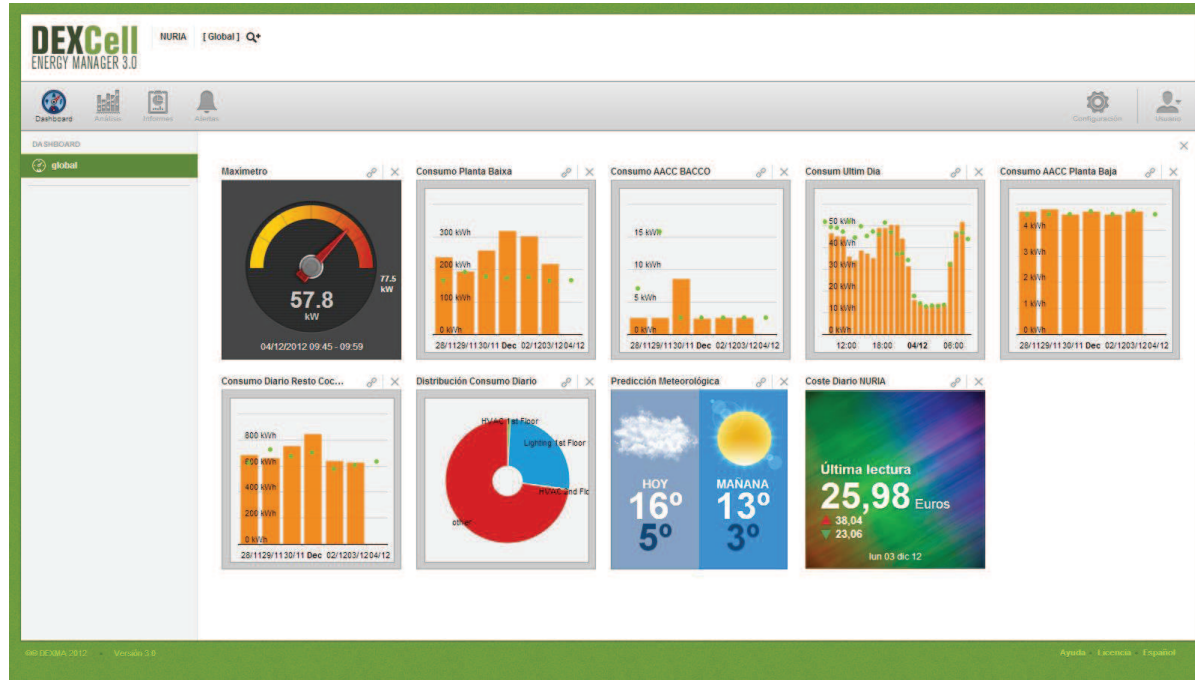 DEXCell
ENERGY MANAGER 3.0
NURIA [ Global ]
Dashboard Análisis Informes Alertas Configuración Usuario
DASHBOARD
global
Maxímetro
57.8
kW
77.5
kW
04/12/2012 09:45 - 09:59
Consumo Planta Baixa
300 kWh
200 kWh
100 kWh
0 kWh
28/11 29/11 30/11 Dec 02/12 03/12 04/12
Consumo AACC BACCO
15 kWh
10 kWh
5 kWh
0 kWh
28/11 29/11 30/11 Dec 02/12 03/12 04/12
Consum Ultim Dia
50 kWh
40 kWh
30 kWh
20 kWh
10 kWh
0 kWh
12:00 18:00 04/12 06:00
Consumo AACC Planta Baja
4 kWh
3 kWh
2 kWh
1 kWh
0 kWh
28/11 29/11 30/11 Dec 02/12 03/12 04/12
Consumo Diario Resto Coc...
800 kWh
600 kWh
400 kWh
200 kWh
0 kWh
28/11 29/11 30/11 Dec 02/12 03/12 04/12
Distribución Consumo Diario
HVAC 1st Floor
Lighting 1st Floor
HVAC 2nd Flo
other
Predicción Meteorológica
HOY
16º
5º
MAÑANA
13º
3º
Coste Diario NURIA
Última lectura
25,98 Euros
38,04
23,06
lun 03 dic 12
DEXMA 2012 - Versión 3.0
Ayuda - Licencia - Español